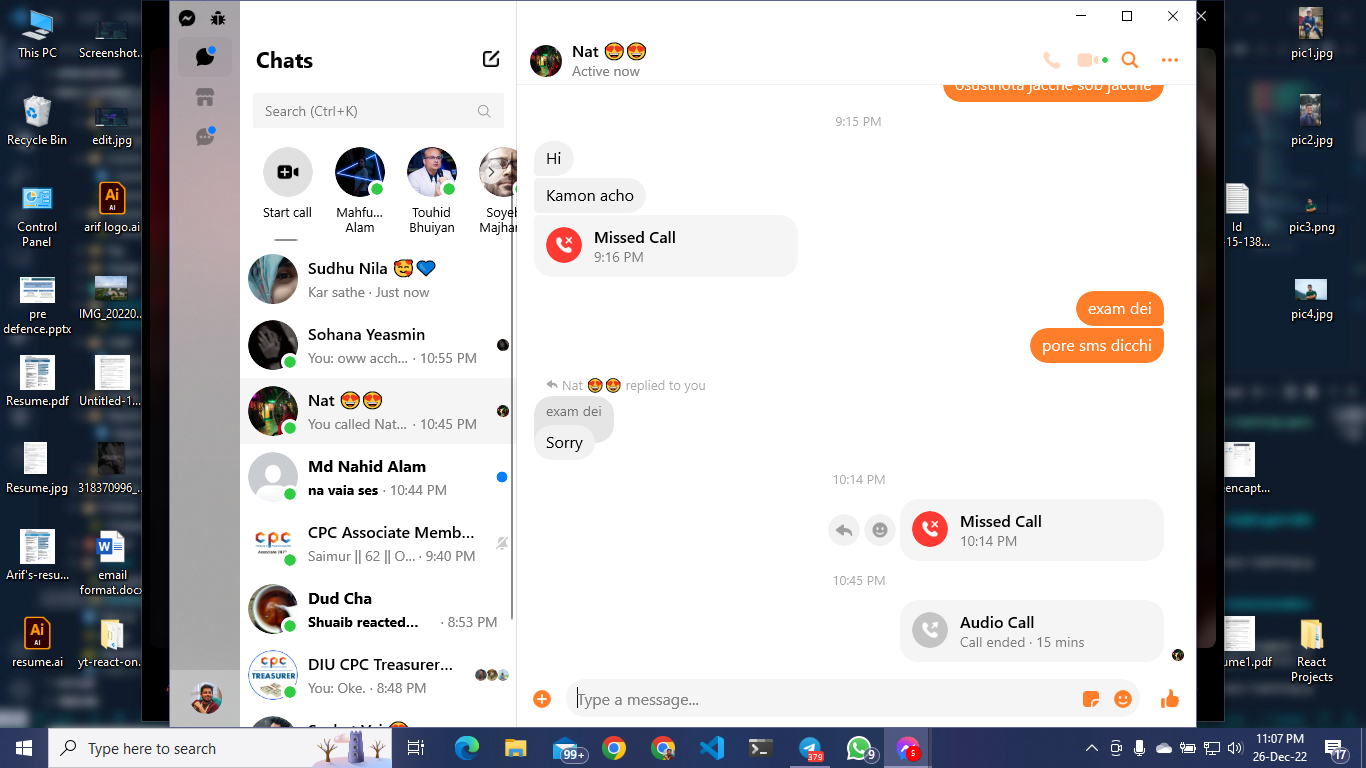 This PC
Screenshot...
Recycle Bin
edit.jpg
Control
Panel
arif logo.ai
pre
defence.pptx
IMG_20220...
Resume.pdf
Untitled-1...
Resume.jpg
318370996_...
Arif's-resu...
email
format.docx
resume.ai
yt-react-on...
Chats
Search (Ctrl+K)
Start call
Mahfu...
Alam
Touhid
Bhuiyan
Soyeb
Majhar
Sudhu Nila 🥰💙
Kar sathe · Just now
Sohana Yeasmin
You: oww acch... · 10:55 PM
Nat 😍😍
You called Nat... · 10:45 PM
Md Nahid Alam
na vaia ses · 10:44 PM
CPC Associate Memb...
Saimur || 62 || O... · 9:40 PM
Dud Cha
Shuaib reacted... · 8:53 PM
CPC
TREASURER
DIU CPC Treasurer...
You: Oke. · 8:48 PM
Nat 😍😍
Active now
osusthota jacche sob jacche
9:15 PM
Hi
Kamon acho
Missed Call
9:16 PM
exam dei
pore sms dicchi
Nat 😍😍 replied to you
exam dei
Sorry
10:14 PM
Missed Call
10:14 PM
10:45 PM
Audio Call
Call ended · 15 mins
Type a message...
pic1.jpg
pic2.jpg
Id
-15-138...
pic3.png
pic4.jpg
eencapt...
ume1.pdf
React
Projects
Type here to search
99+
379
9
5
11:07 PM
26-Dec-22
17